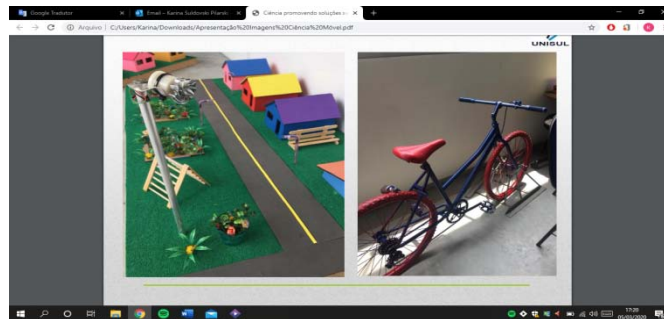 Google Tradutor
Email – Karina Subtorski Pilarski
Ciência promovendo soluções
Arquivo
C:/Users/Karina/Downloads/Apresentação%20Imagens%20Ciência%20Móvel.pdf
UNISUL
17:20
05/05/2020